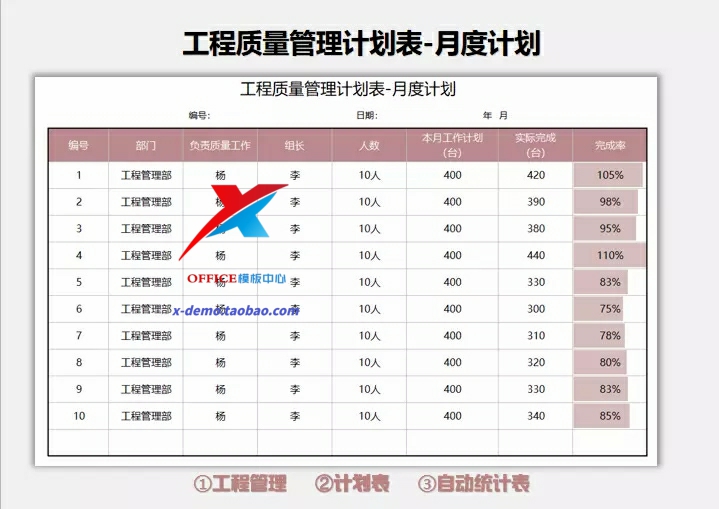 工程质量管理计划表-月度计划
工程质量管理计划表-月度计划
编号: 日期: 年 月
编号 部门 负责质量工作 组长 人数 本月工作计划（台） 实际完成（台） 完成率
1 工程管理部 杨 李 10人 400 420 105%
2 工程管理部 杨 李 10人 400 390 98%
3 工程管理部 杨 李 10人 400 380 95%
4 工程管理部 杨 李 10人 400 440 110%
5 工程管理部 杨 李 10人 400 330 83%
6 工程管理部 杨 李 10人 400 300 75%
7 工程管理部 杨 李 10人 400 310 78%
8 工程管理部 杨 李 10人 400 320 80%
9 工程管理部 杨 李 10人 400 330 83%
10 工程管理部 杨 李 10人 400 340 85%
OFFICE模板中心
x-demo.taobao.com
①工程管理 ②计划表 ③自动统计表